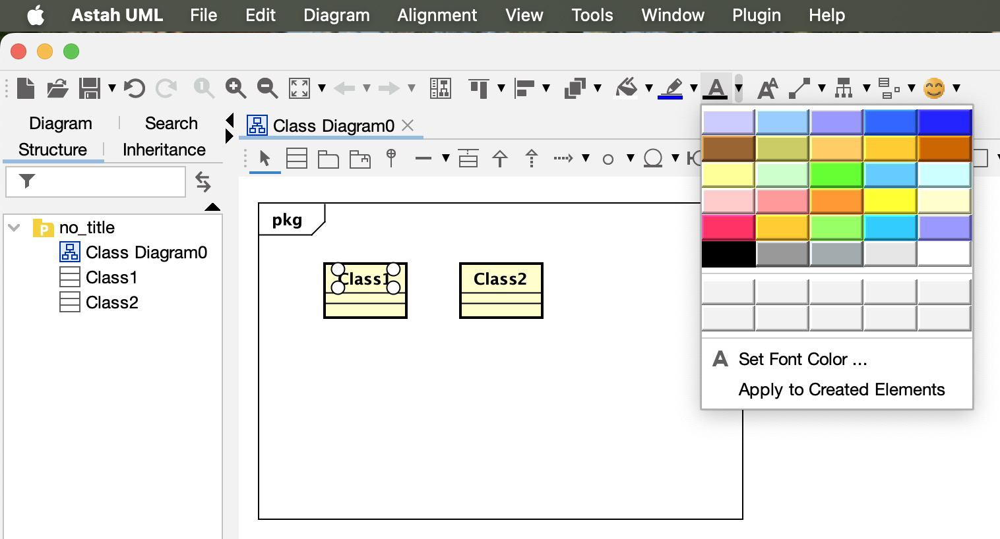 Astah UML File Edit Diagram Alignment View Tools Window Plugin Help
1
A A A
Diagram Search
Structure Inheritance
Class Diagram0
P no_title
Class Diagram0
Class1
Class2
pkg
Class1 Class2
A Set Font Color ...
Apply to Created Elements